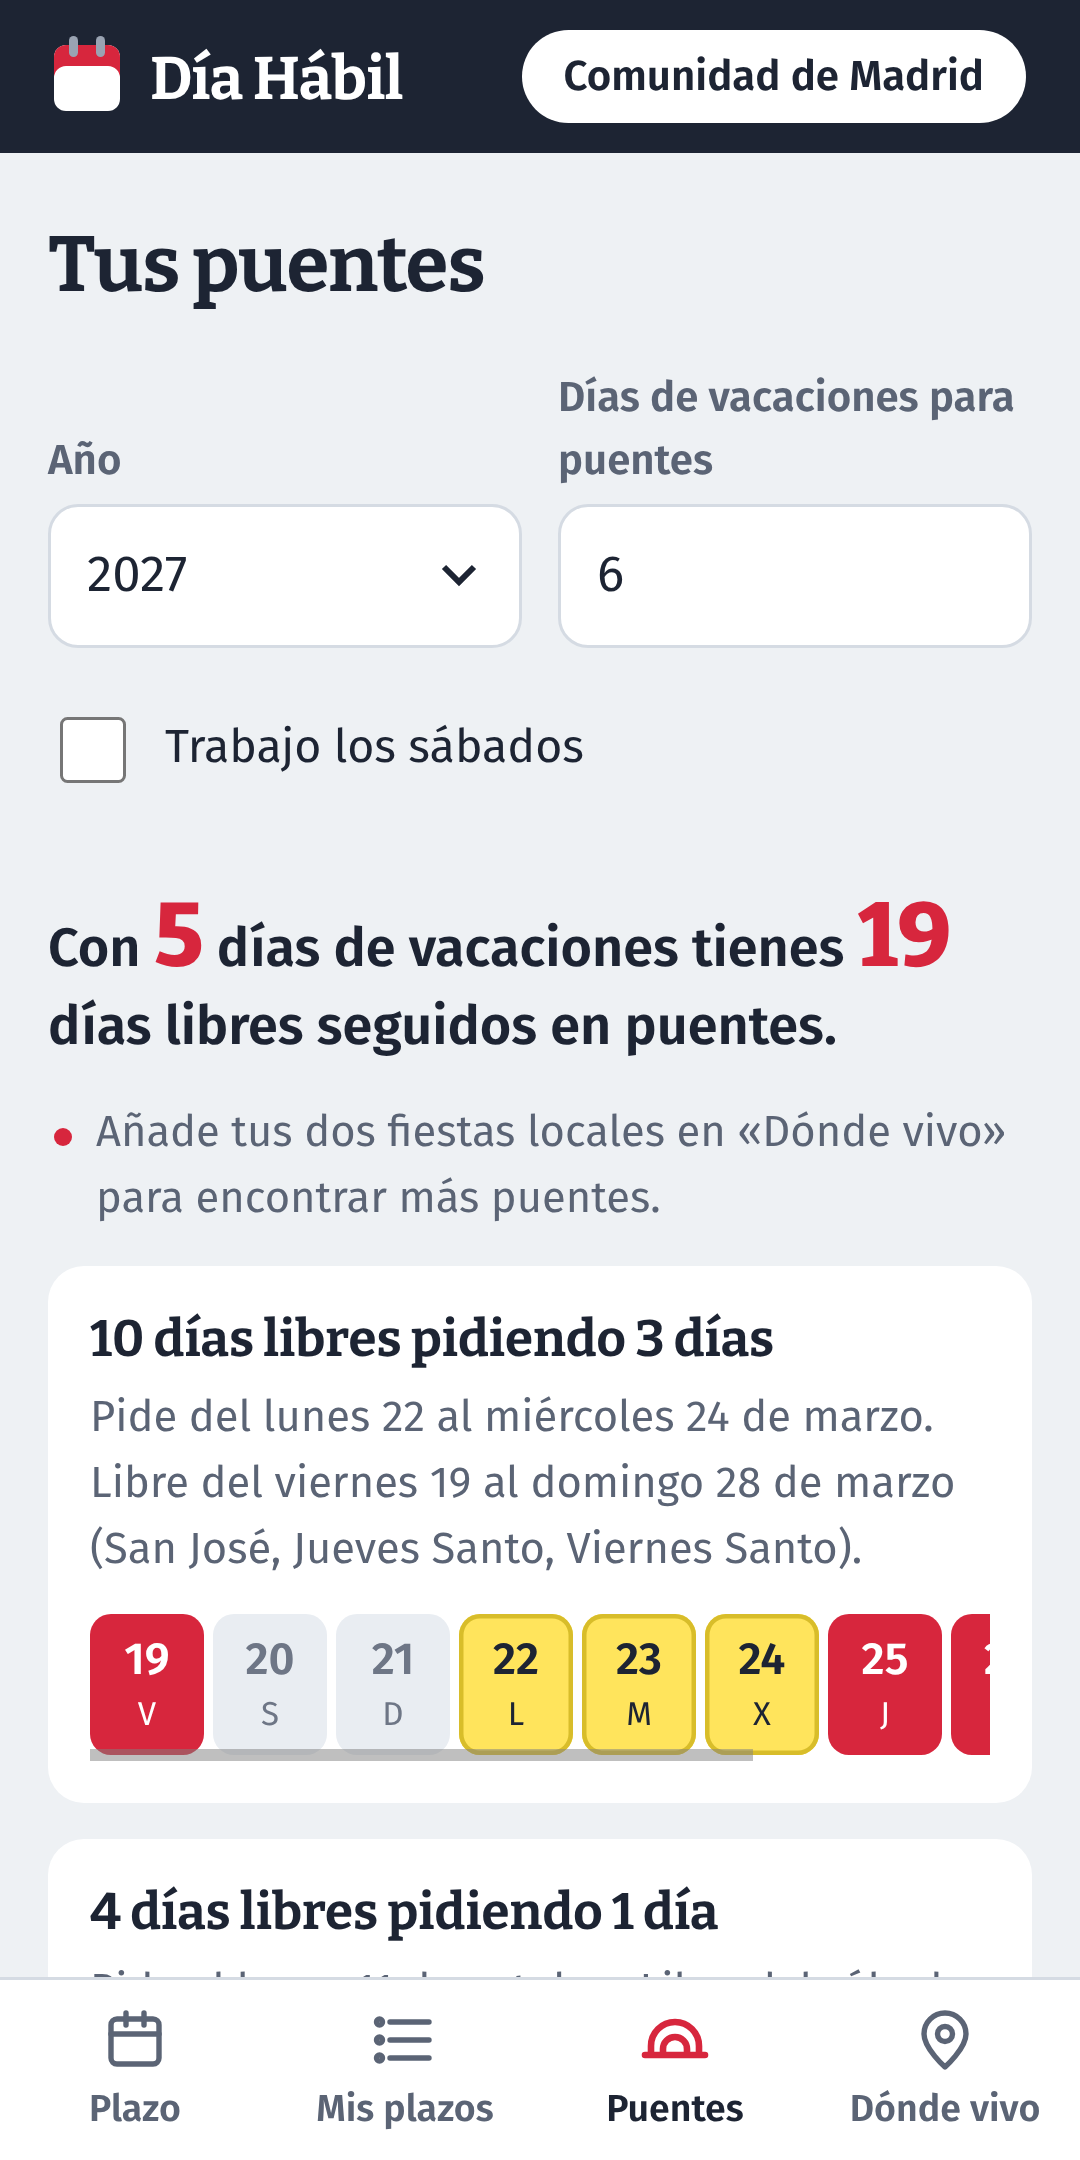 Día Hábil
Comunidad de Madrid
Tus puentes
Año
Días de vacaciones para
puentes
2027
6
Trabajo los sábados
Con 5 días de vacaciones tienes 19
días libres seguidos en puentes.
Añade tus dos fiestas locales en «Dónde vivo»
para encontrar más puentes.
10 días libres pidiendo 3 días
Pide del lunes 22 al miércoles 24 de marzo.
Libre del viernes 19 al domingo 28 de marzo
(San José, Jueves Santo, Viernes Santo).
19 20 21 22 23 24 25
V S D L M X J
4 días libres pidiendo 1 día
Plazo
Mis plazos
Puentes
Dónde vivo